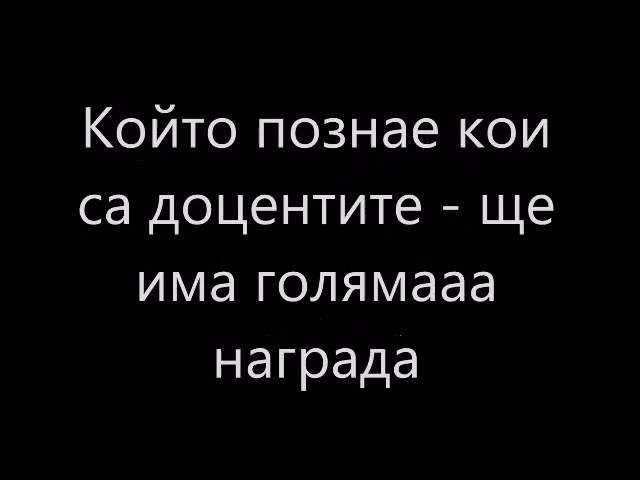 Който познае кои
са доцентите - ще
има голямааа
награда